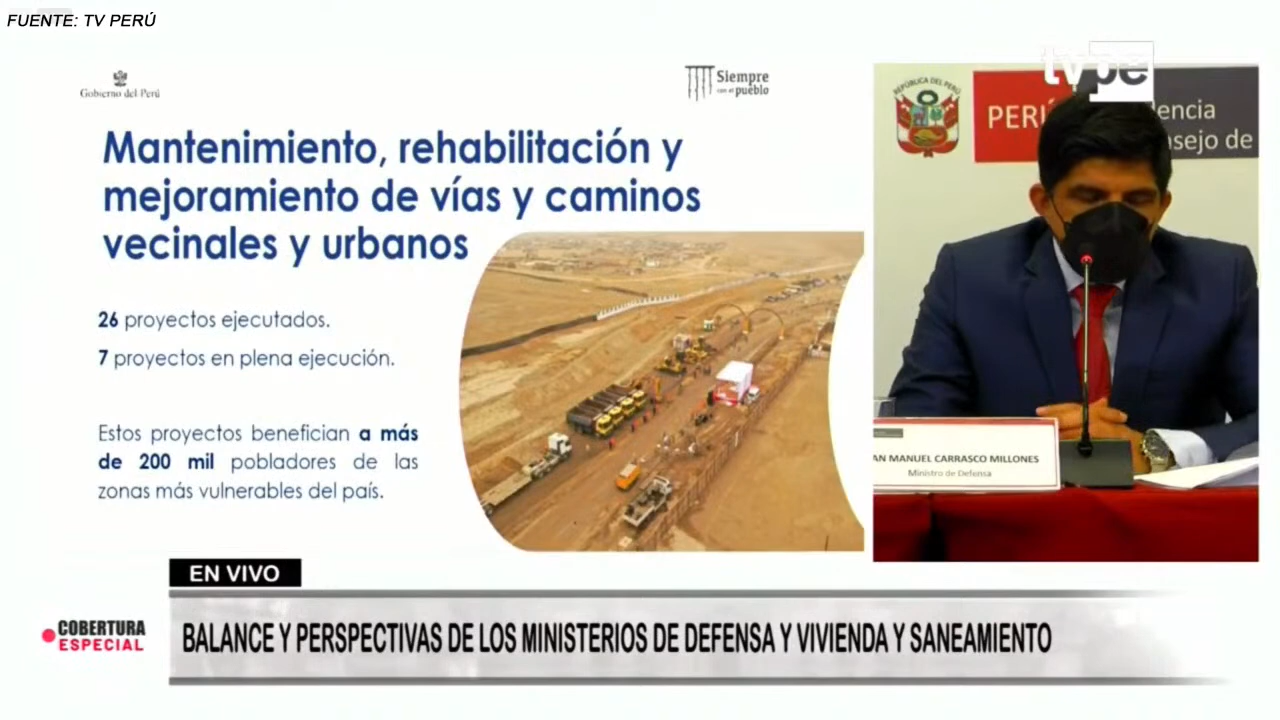 FUENTE: TV PERÚ
Gobierno del Perú
Siempre
con el pueblo
Mantenimiento, rehabilitación y
mejoramiento de vías y caminos
vecinales y urbanos
26 proyectos ejecutados.
7 proyectos en plena ejecución.
Estos proyectos benefician a más
de 200 mil pobladores de las
zonas más vulnerables del país.
tvpe
REPÚBLICA DEL PERÚ
PERÚ
encia
nsejo de
AN MANUEL CARRASCO MILLONES
Ministro de Defensa
EN VIVO
COBERTURA
ESPECIAL
BALANCE Y PERSPECTIVAS DE LOS MINISTERIOS DE DEFENSA Y VIVIENDA Y SANEAMIENTO